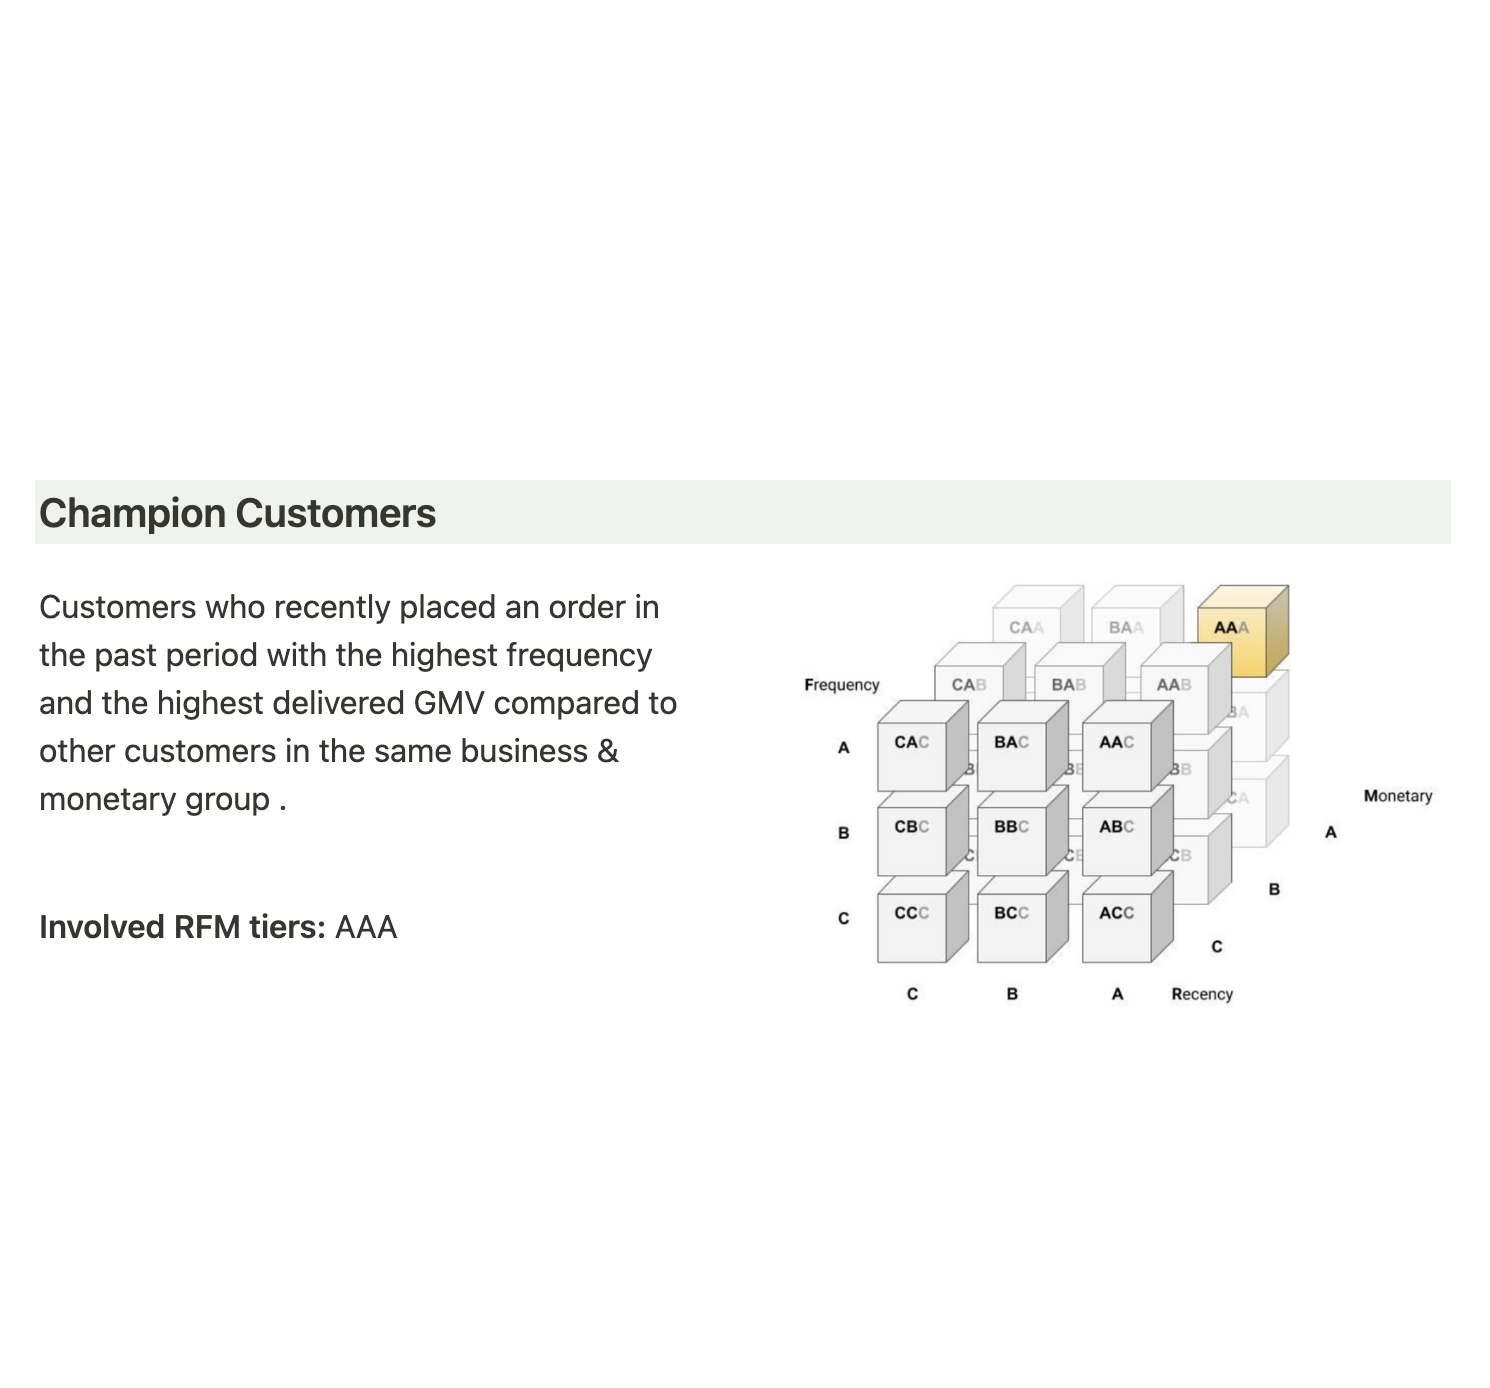 Champion Customers
Customers who recently placed an order in
the past period with the highest frequency
and the highest delivered GMV compared to
other customers in the same business &
monetary group .
Involved RFM tiers: AAA
CAA BAA AAA
Frequency CAB BAB AAB
A CAC BAC AAC
B CBC BBC ABC
C CCC BCC ACC
Monetary
A
B
C
C B A Recency